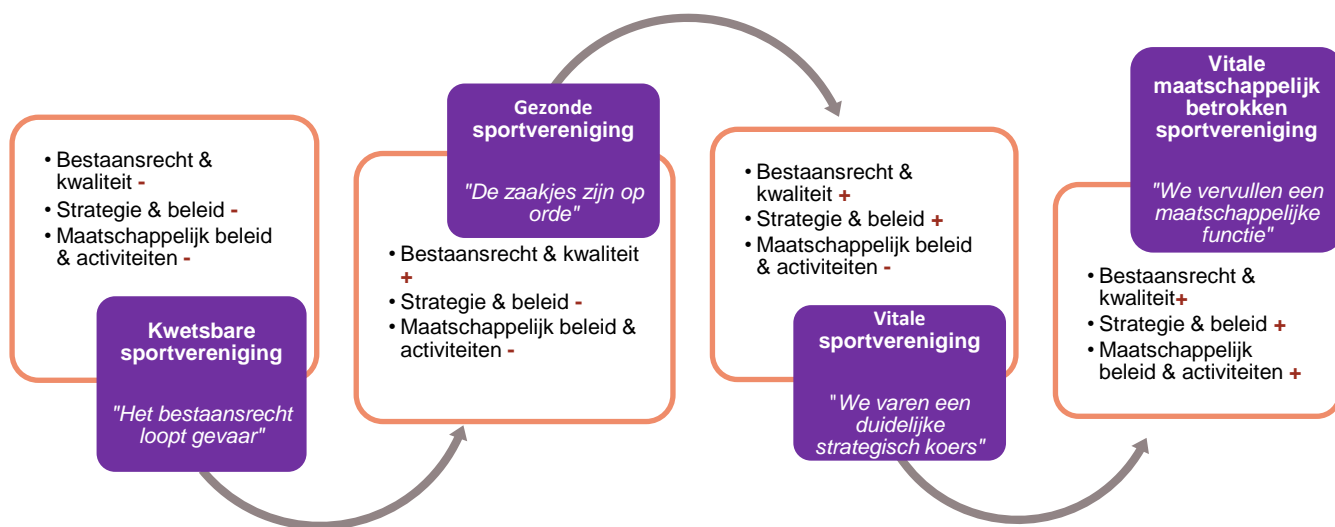 • Bestaansrecht &
kwaliteit -
• Strategie & beleid -
• Maatschappelijk beleid
& activiteiten -
Kwetsbare
sportvereniging
"Het bestaansrecht
loopt gevaar"
Gezonde
sportvereniging
"De zaakjes zijn op
orde"
• Bestaansrecht & kwaliteit
+
• Strategie & beleid -
• Maatschappelijk beleid &
activiteiten -
• Bestaansrecht &
kwaliteit +
• Strategie & beleid +
• Maatschappelijk beleid
& activiteiten -
Vitale
sportvereniging
"We varen een
duidelijke
strategisch koers"
Vitale
maatschappelijk
betrokken
sportvereniging
"We vervullen een
maatschappelijke
functie"
• Bestaansrecht &
kwaliteit+
• Strategie & beleid +
• Maatschappelijk
beleid & activiteiten +